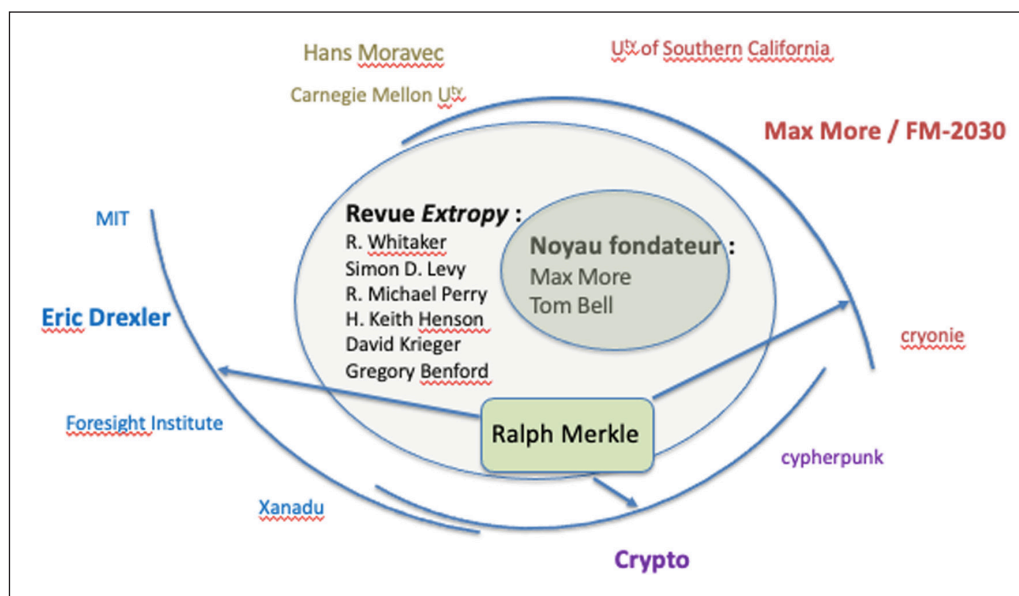 Hans Moravec
Carnegie Mellon Uty
Uty of Southern California
Max More / FM-2030
MIT
Eric Drexler
Foresight Institute
Xanadu
Revue Extropy :
R. Whitaker
Simon D. Levy
R. Michael Perry
H. Keith Henson
David Krieger
Gregory Benford
Noyau fondateur :
Max More
Tom Bell
Ralph Merkle
cryonie
cypherpunk
Crypto